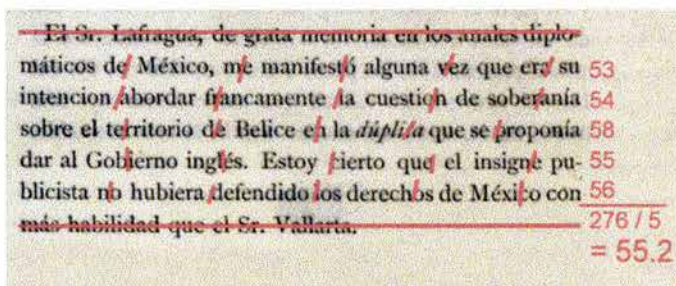 El Sr. Lafragua, de grata memoria en los anales diplo-
máticos de México, me manifestó alguna vez que era su 53
intencion abordar francamente la cuestion de soberanía 54
sobre el territorio de Belice en la dúplica que se proponía 58
dar al Gobierno inglés. Estoy cierto que el insigne pu- 55
blicista no hubiera defendido los derechos de México con 56
más habilidad que el Sr. Vallarta.
276 / 5
= 55.2